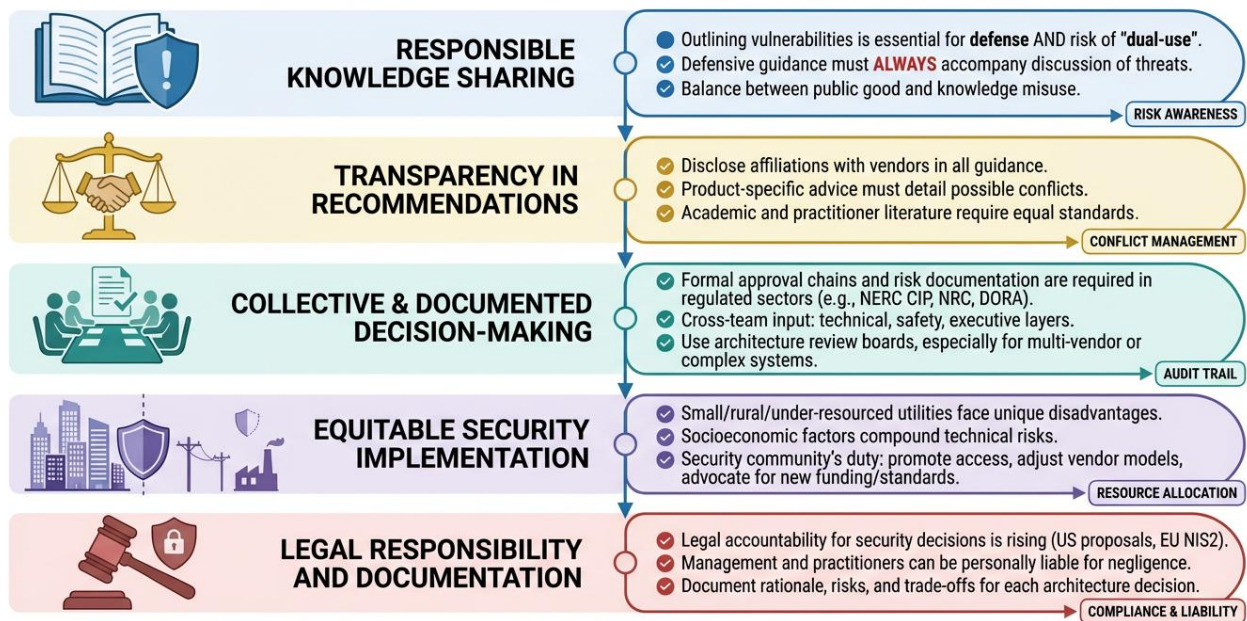 RESPONSIBLE
KNOWLEDGE SHARING
Outlining vulnerabilities is essential for defense AND risk of “dual-use”.
Defensive guidance must ALWAYS accompany discussion of threats.
Balance between public good and knowledge misuse.
RISK AWARENESS
TRANSPARENCY IN
RECOMMENDATIONS
Disclose affiliations with vendors in all guidance.
Product-specific advice must detail possible conflicts.
Academic and practitioner literature require equal standards.
CONFLICT MANAGEMENT
COLLECTIVE & DOCUMENTED
DECISION-MAKING
Formal approval chains and risk documentation are required in
regulated sectors (e.g., NERC CIP, NRC, DORA).
Cross-team input: technical, safety, executive layers.
Use architecture review boards, especially for multi-vendor or
complex systems.
AUDIT TRAIL
EQUITABLE SECURITY
IMPLEMENTATION
Small/rural/under-resourced utilities face unique disadvantages.
Socioeconomic factors compound technical risks.
Security community's duty: promote access, adjust vendor models,
advocate for new funding/standards.
RESOURCE ALLOCATION
LEGAL RESPONSIBILITY
AND DOCUMENTATION
Legal accountability for security decisions is rising (US proposals, EU NIS2).
Management and practitioners can be personally liable for negligence.
Document rationale, risks, and trade-offs for each architecture decision.
COMPLIANCE & LIABILITY